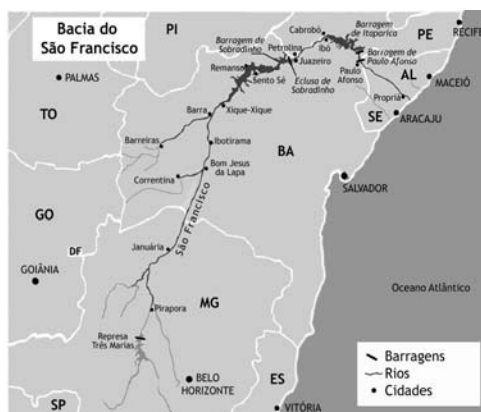 Bacia do
São Francisco
PI
Barragem de
Sobradinho
Cabrobó
Barragem de
Itaparica
PE
RECIFE
Petrolina
Ibó
Remanso
Juazeiro
Barragem de
Paulo Afonso
Sento Sé
Paulo
Afonso
AL
PALMAS
Eclusa de
Sobradinho
Propriá
MACEIÓ
TO
Barra
Xique-Xique
SE
ARACAJU
Barreiras
Ibotirama
BA
Correntina
Bom Jesus
da Lapa
SALVADOR
GO
São Francisco
DF
Januária
GOIÂNIA
Oceano Atlântico
MG
Pirapora
Represa
Três Marias
BELO
HORIZONTE
ES
SP
VITÓRIA
Barragens
Rios
Cidades